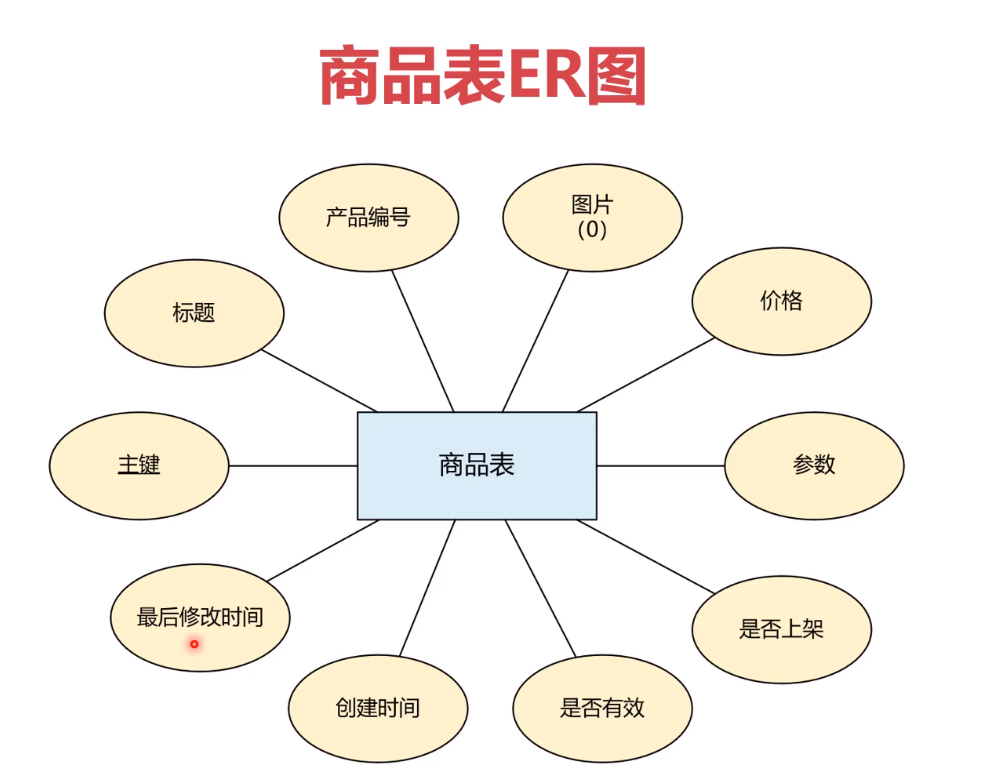 商品表ER图
产品编号
图片
（0）
标题
价格
主键
商品表
参数
最后修改时间
是否上架
创建时间
是否有效